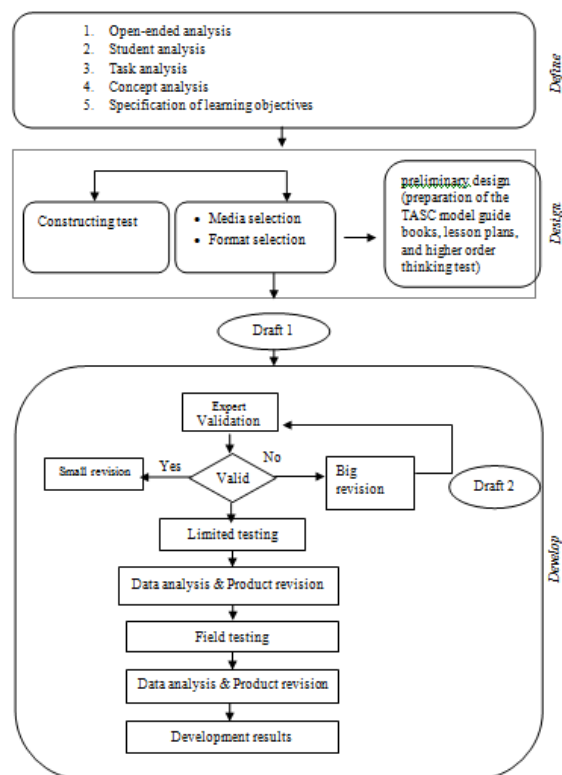 1. Open-ended analysis
2. Student analysis
3. Task analysis
4. Concept analysis
5. Specification of learning objectives
Define
Constructing test
• Media selection
• Format selection
preliminary design
(preparation of the
TASC model guide
books, lesson plans,
and higher order
thinking test)
Design
Draft 1
Expert
Validation
Small revision
Yes
Valid
No
Big
revision
Draft 2
Limited testing
Data analysis & Product revision
Field testing
Data analysis & Product revision
Development results
Develop